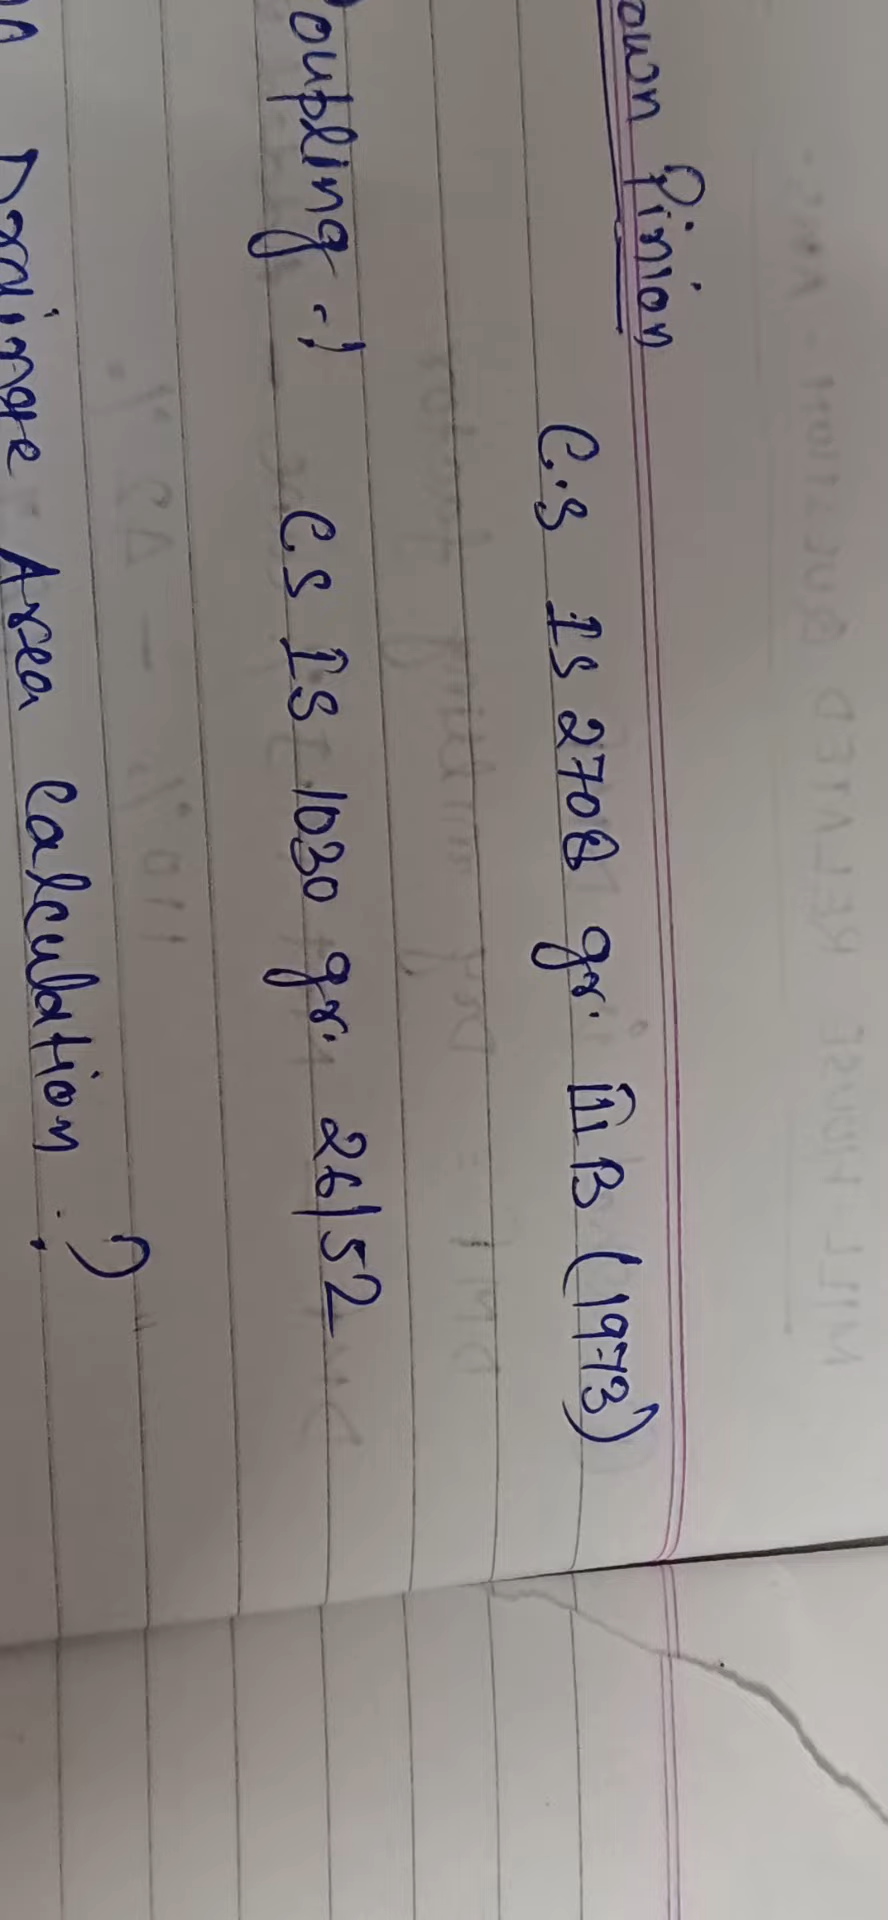 own Pinion
C.S IS 2708 gr. III B (1973)
oupling :-
CS IS 1030 gr. 26/52
Drainage Area Calculation ?